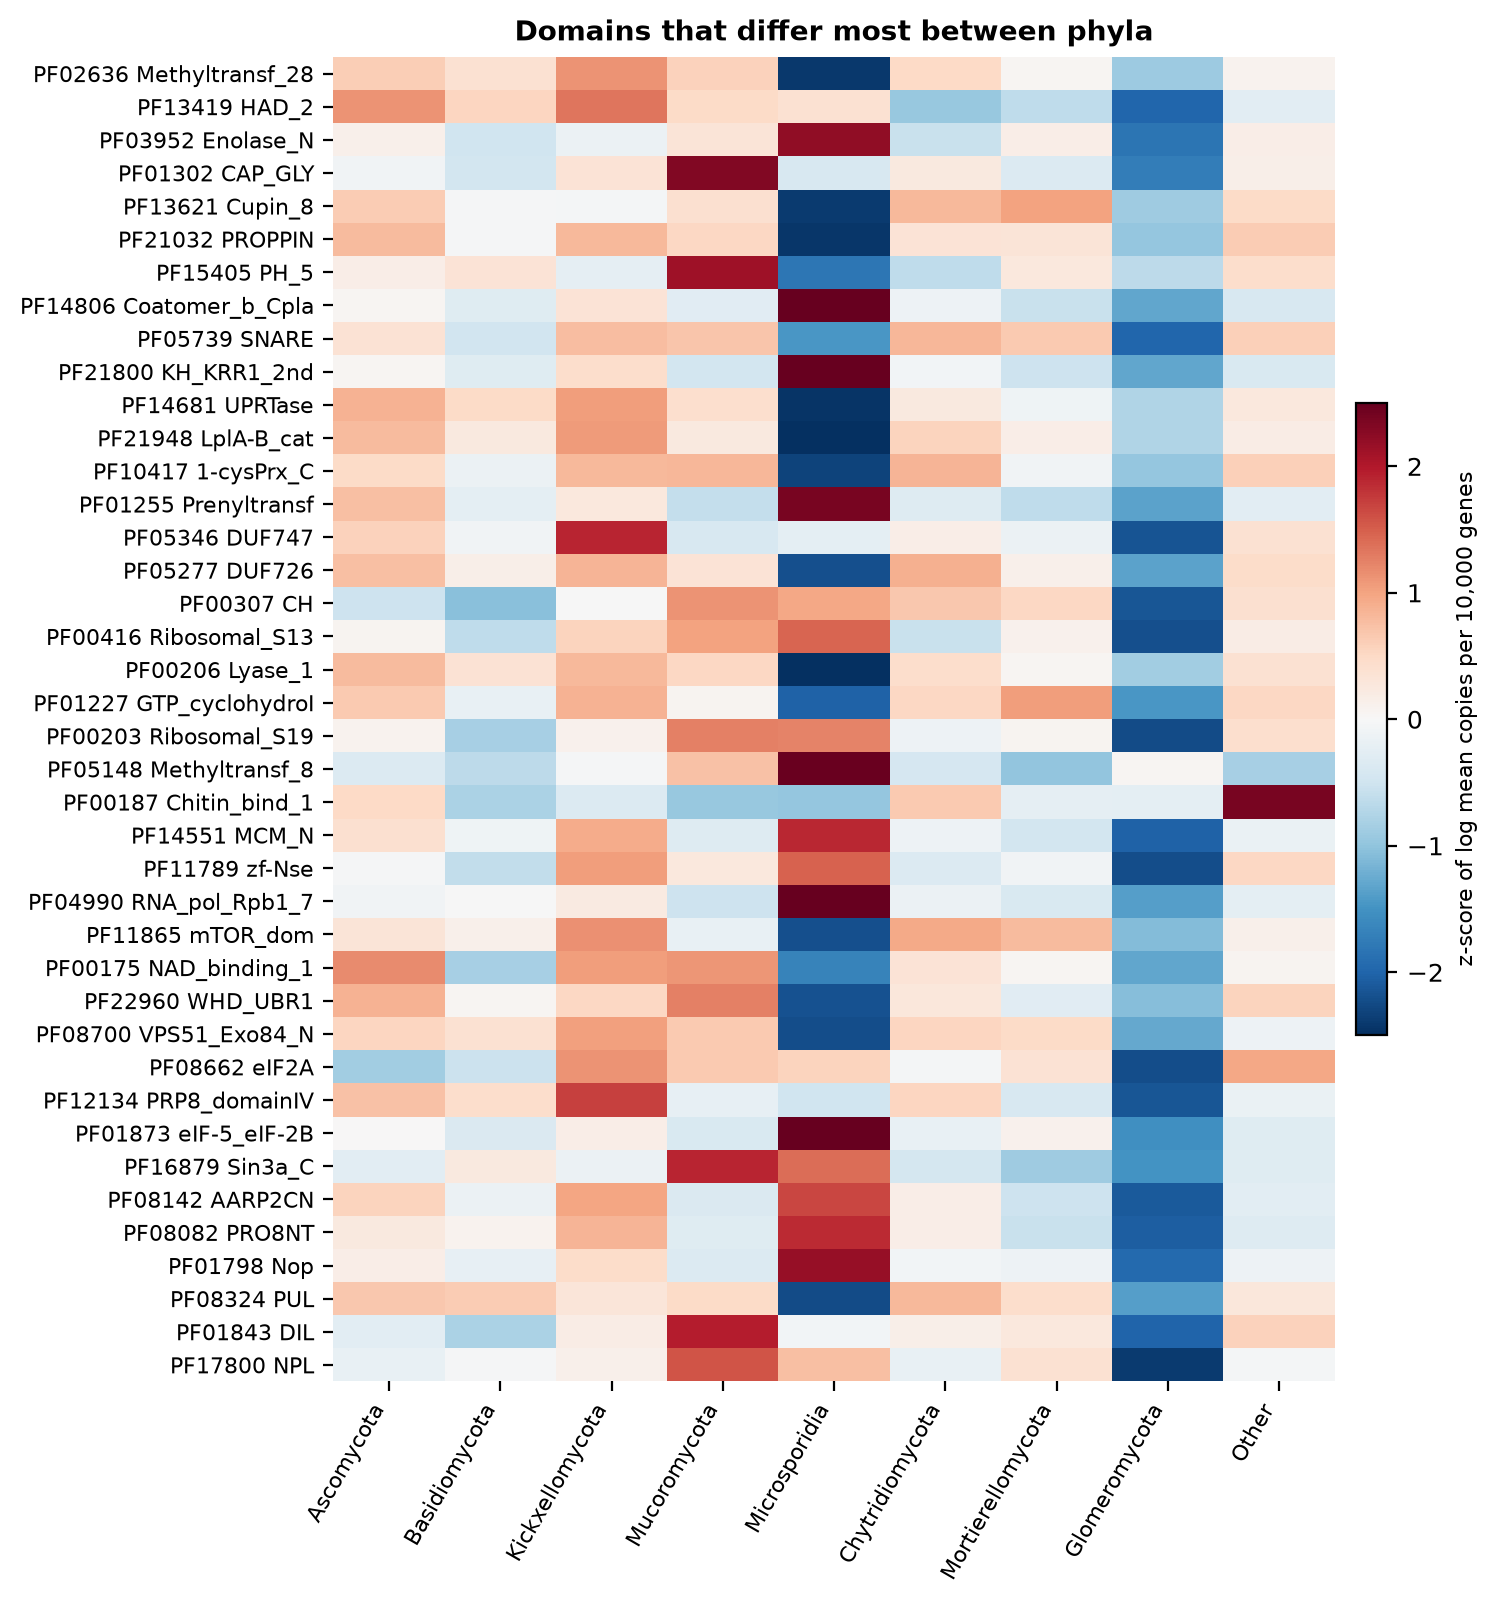 Domains that differ most between phyla
PF02636 Methyltransf_28
PF13419 HAD_2
PF03952 Enolase_N
PF01302 CAP_GLY
PF13621 Cupin_8
PF21032 PROPPIN
PF15405 PH_5
PF14806 Coatomer_b_Cpla
PF05739 SNARE
PF21800 KH_KRR1_2nd
PF14681 UPRTase
PF21948 LplA-B_cat
PF10417 1-cysPrx_C
PF01255 Prenyltransf
PF05346 DUF747
PF05277 DUF726
PF00307 CH
PF00416 Ribosomal_S13
PF00206 Lyase_1
PF01227 GTP_cyclohydroI
PF00203 Ribosomal_S19
PF05148 Methyltransf_8
PF00187 Chitin_bind_1
PF14551 MCM_N
PF11789 zf-Nse
PF04990 RNA_pol_Rpb1_7
PF11865 mTOR_dom
PF00175 NAD_binding_1
PF22960 WHD_UBR1
PF08700 VPS51_Exo84_N
PF08662 eIF2A
PF12134 PRP8_domainIV
PF01873 eIF-5_eIF-2B
PF16879 Sin3a_C
PF08142 AARP2CN
PF08082 PRO8NT
PF01798 Nop
PF08324 PUL
PF01843 DIL
PF17800 NPL
Ascomycota
Basidiomycota
Kickxellomycota
Mucoromycota
Microsporidia
Chytridiomycota
Mortierellomycota
Glomeromycota
Other
2
1
0
−1
−2
z-score of log mean copies per 10,000 genes